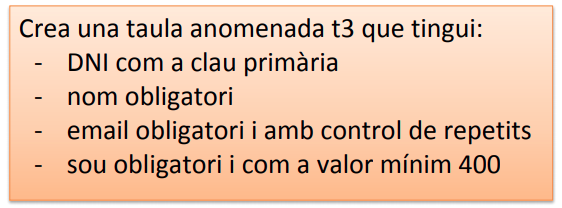 Crea una taula anomenada t3 que tingui:
- DNI com a clau primària
- nom obligatori
- email obligatori i amb control de repetits
- sou obligatori i com a valor mínim 400